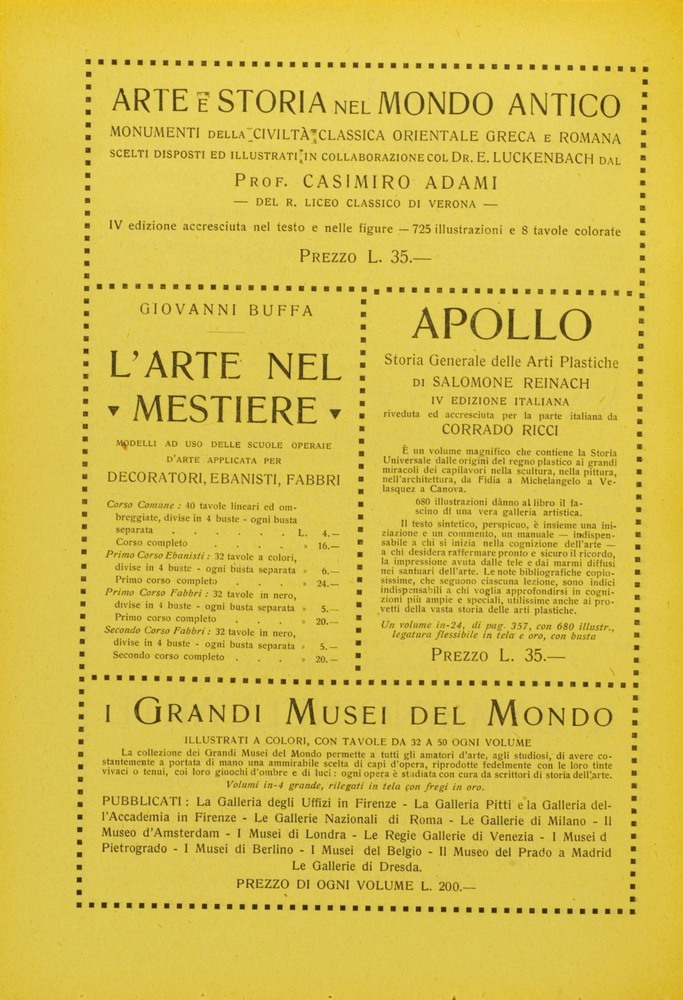 ARTE E STORIA NEL MONDO ANTICO
MONUMENTI DELLA CIVILTÀ CLASSICA ORIENTALE GRECA E ROMANA
SCELTI DISPOSTI ED ILLUSTRATI IN COLLABORAZIONE COL DR. E. LUCKENBACH DAL
PROF. CASIMIRO ADAMI
— DEL R. LICEO CLASSICO DI VERONA —
IV edizione accresciuta nel testo e nelle figure — 725 illustrazioni e 8 tavole colorate
PREZZO L. 35.—
GIOVANNI BUFFA
L'ARTE NEL
▾ MESTIERE ▾
MODELLI AD USO DELLE SCUOLE OPERAIE
D'ARTE APPLICATA PER
DECORATORI, EBANISTI, FABBRI
Corso Comune : 40 tavole lineari ed om-
breggiate, divise in 4 buste - ogni busta
separata . . . . . . . L. 4.—
Corso completo . . . . » 16.—
Primo Corso Ebanisti : 32 tavole a colori,
divise in 4 buste - ogni busta separata » 6.—
Primo corso completo . . . » 24.—
Primo Corso Fabbri : 32 tavole in nero,
divise in 4 buste - ogni busta separata » 5.—
Primo corso completo . . . » 20.—
Secondo Corso Fabbri : 32 tavole in nero,
divise in 4 buste - ogni busta separata » 5.—
Secondo corso completo . . . » 20.—
APOLLO
Storia Generale delle Arti Plastiche
DI SALOMONE REINACH
IV EDIZIONE ITALIANA
riveduta ed accresciuta per la parte italiana da
CORRADO RICCI
È un volume magnifico che contiene la Storia
Universale dalle origini del regno plastico ai grandi
miracoli dei capilavori nella scultura, nella pittura,
nell'architettura, da Fidia a Michelangelo a Ve-
lasquez a Canova.
680 illustrazioni dànno al libro il fa-
scino di una vera galleria artistica.
Il testo sintetico, perspicuo, è insieme una ini-
ziazione e un commento, un manuale — indispen-
sabile a chi si inizia nella cognizione dell'arte —
a chi desidera raffermare pronto e sicuro il ricordo,
la impressione avuta dalle tele e dai marmi diffusi
nei santuari dell'arte. Le note bibliografiche copio-
sissime, che seguono ciascuna lezione, sono indici
indispensabili a chi voglia approfondirsi in cogni-
zioni più ampie e speciali, utilissime anche ai pro-
vetti della vasta storia delle arti plastiche.
Un volume in-24, di pag. 357, con 680 illustr.,
legatura flessibile in tela e oro, con busta
PREZZO L. 35.—
I GRANDI MUSEI DEL MONDO
ILLUSTRATI A COLORI, CON TAVOLE DA 32 A 50 OGNI VOLUME
La collezione dei Grandi Musei del Mondo permette a tutti gli amatori d'arte, agli studiosi, di avere co-
stantemente a portata di mano una ammirabile scelta di capi d'opera, riprodotte fedelmente con le loro tinte
vivaci o tenui, coi loro giuochi d'ombre e di luci : ogni opera è studiata con cura da scrittori di storia dell'arte.
Volumi in-4 grande, rilegati in tela con fregi in oro.
PUBBLICATI : La Galleria degli Uffizi in Firenze - La Galleria Pitti e la Galleria del-
l'Accademia in Firenze - Le Gallerie Nazionali di Roma - Le Gallerie di Milano - Il
Museo d'Amsterdam - I Musei di Londra - Le Regie Gallerie di Venezia - I Musei d
Pietrogrado - I Musei di Berlino - I Musei del Belgio - Il Museo del Prado a Madrid
Le Gallerie di Dresda.
PREZZO DI OGNI VOLUME L. 200.—